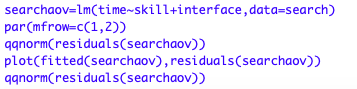 searchaov=lm(time~skill+interface,data=search)
par(mfrow=c(1,2))
qqnorm(residuals(searchaov))
plot(fitted(searchaov),residuals(searchaov))
qqnorm(residuals(searchaov))